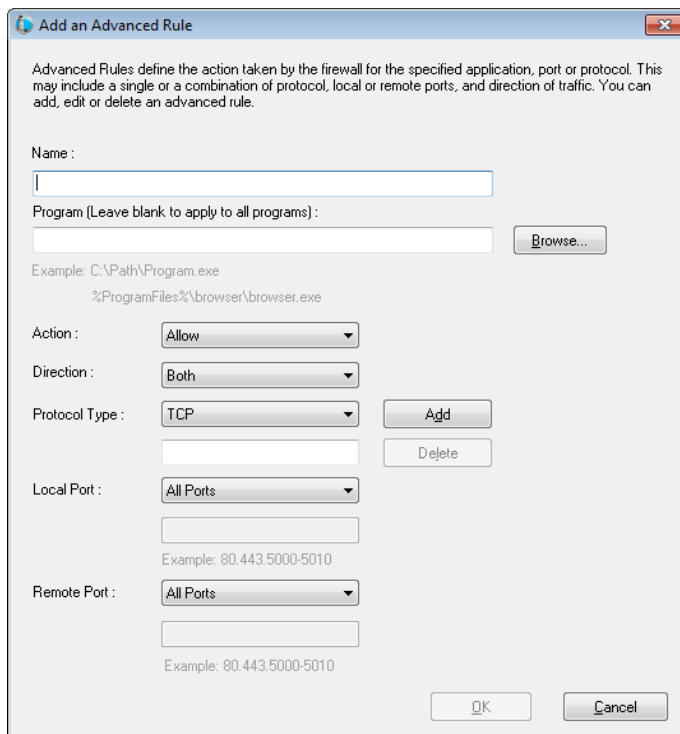 Add an Advanced Rule
Advanced Rules define the action taken by the firewall for the specified application, port or protocol. This
may include a single or a combination of protocol, local or remote ports, and direction of traffic. You can
add, edit or delete an advanced rule.
Name :
Program (Leave blank to apply to all programs) :
Browse...
Example: C:\Path\Program.exe
%ProgramFiles%\browser\browser.exe
Action :
Allow
Direction :
Both
Protocol Type :
TCP
Add
Delete
Local Port :
All Ports
Example: 80.443.5000-5010
Remote Port :
All Ports
Example: 80.443.5000-5010
OK
Cancel